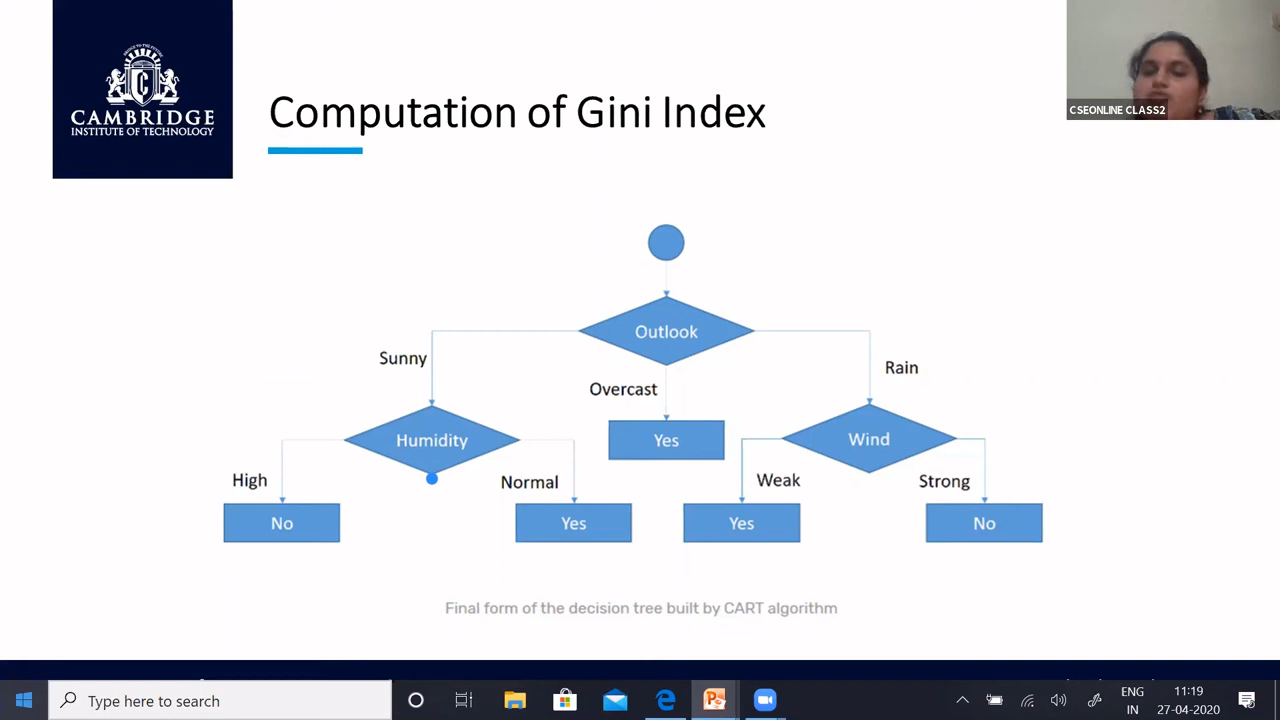 CAMBRIDGE
INSTITUTE OF TECHNOLOGY
Computation of Gini Index
CSEONLINE CLASS2
Outlook
Sunny
Overcast
Rain
Humidity
Yes
Wind
High
Normal
Weak
Strong
No
Yes
Yes
No
Final form of the decision tree built by CART algorithm
Type here to search
ENG
IN
11:19
27-04-2020